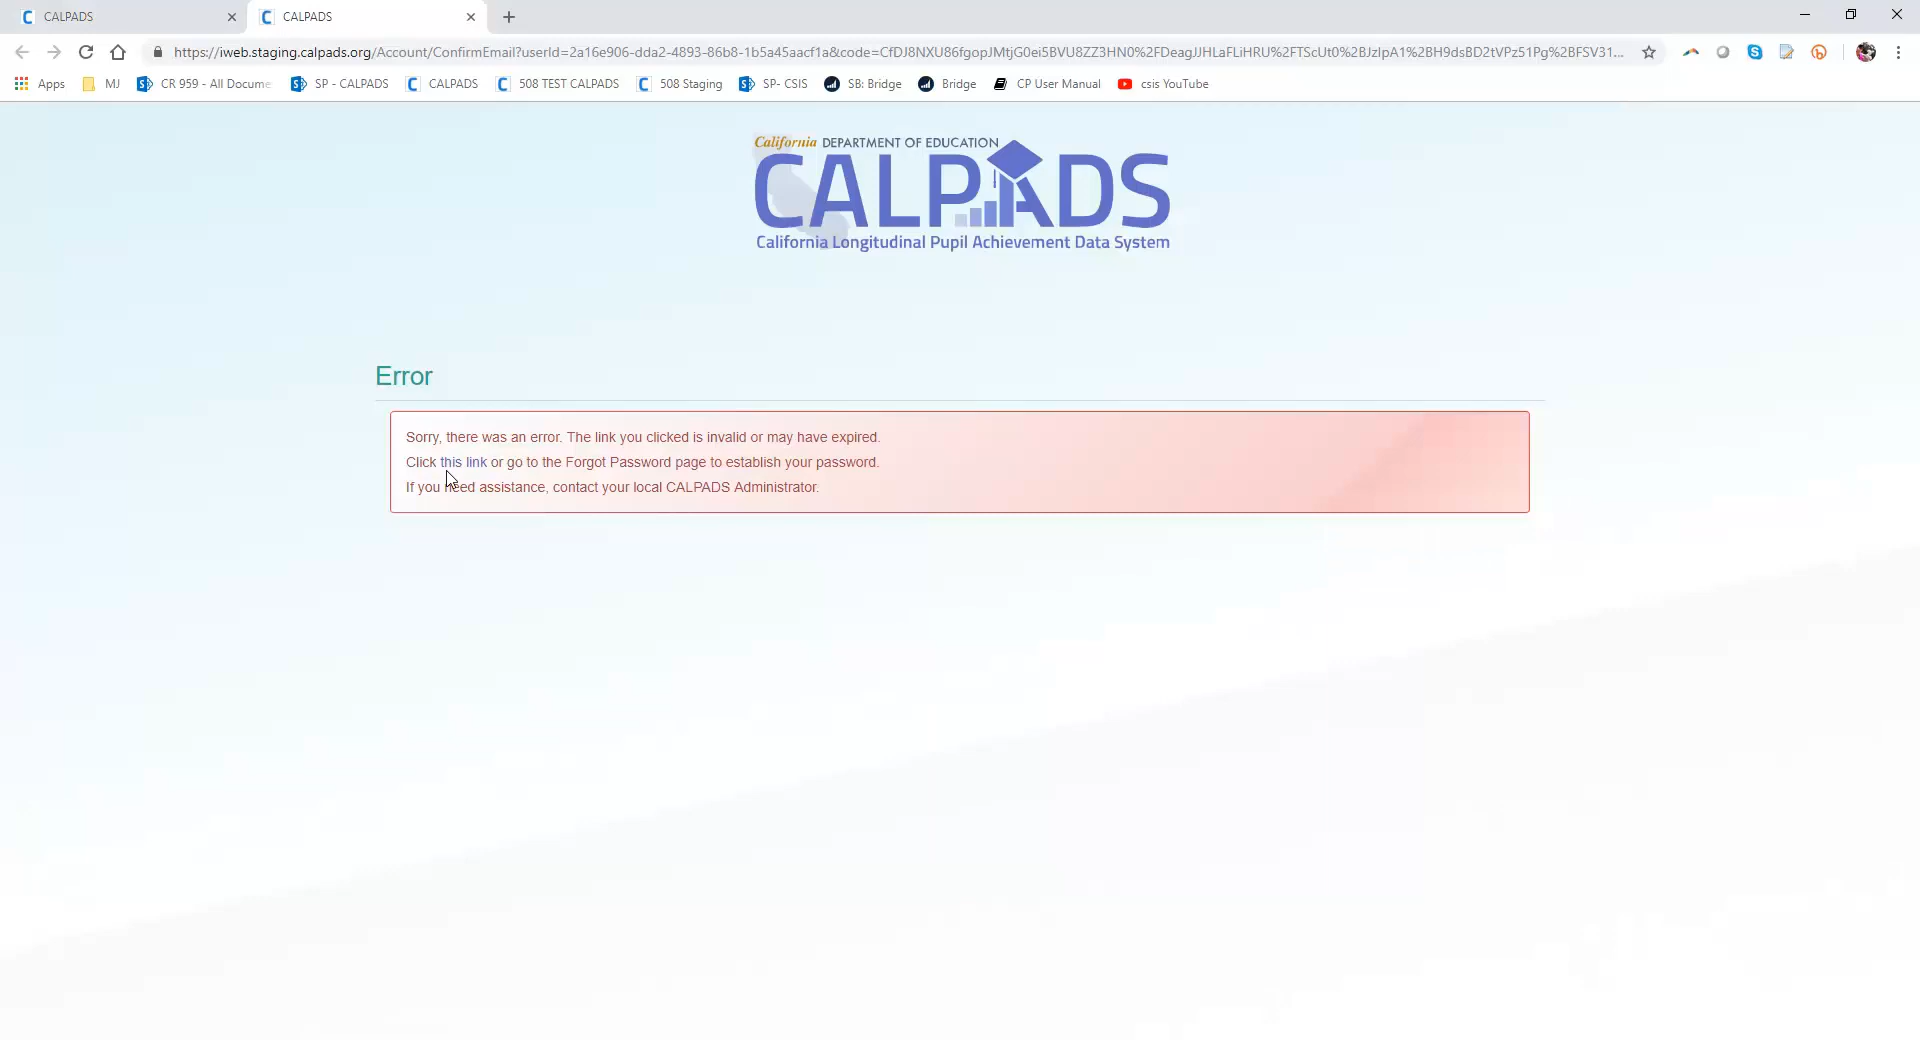 CALPADS
CALPADS
https://iweb.staging.calpads.org/Account/ConfirmEmail?userId=2a16e906-dda2-4893-86b8-1b5a45aacf1a&code=CfDJ8NXU86fgopJMtjG0ei5BVU8ZZ3HN0%2FDeagJJHLaFLiHRU%2FTScUt0%2BJzIpA1%2BH9dsBD2tVPz51Pg%2BFSV31...
Apps MJ CR 959 - All Docume SP - CALPADS CALPADS 508 TEST CALPADS 508 Staging SP- CSIS SB: Bridge Bridge CP User Manual csis YouTube
California DEPARTMENT OF EDUCATION
CALPADS
California Longitudinal Pupil Achievement Data System
Error
Sorry, there was an error. The link you clicked is invalid or may have expired.
Click this link or go to the Forgot Password page to establish your password.
If you need assistance, contact your local CALPADS Administrator.